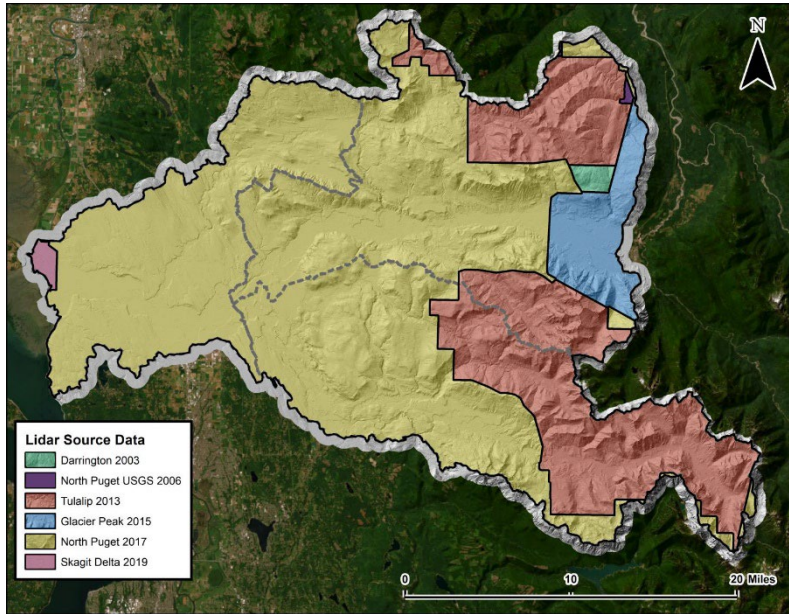 N
Lidar Source Data
Darrington 2003
North Puget USGS 2006
Tulalip 2013
Glacier Peak 2015
North Puget 2017
Skagit Delta 2019
0 10 20 Miles